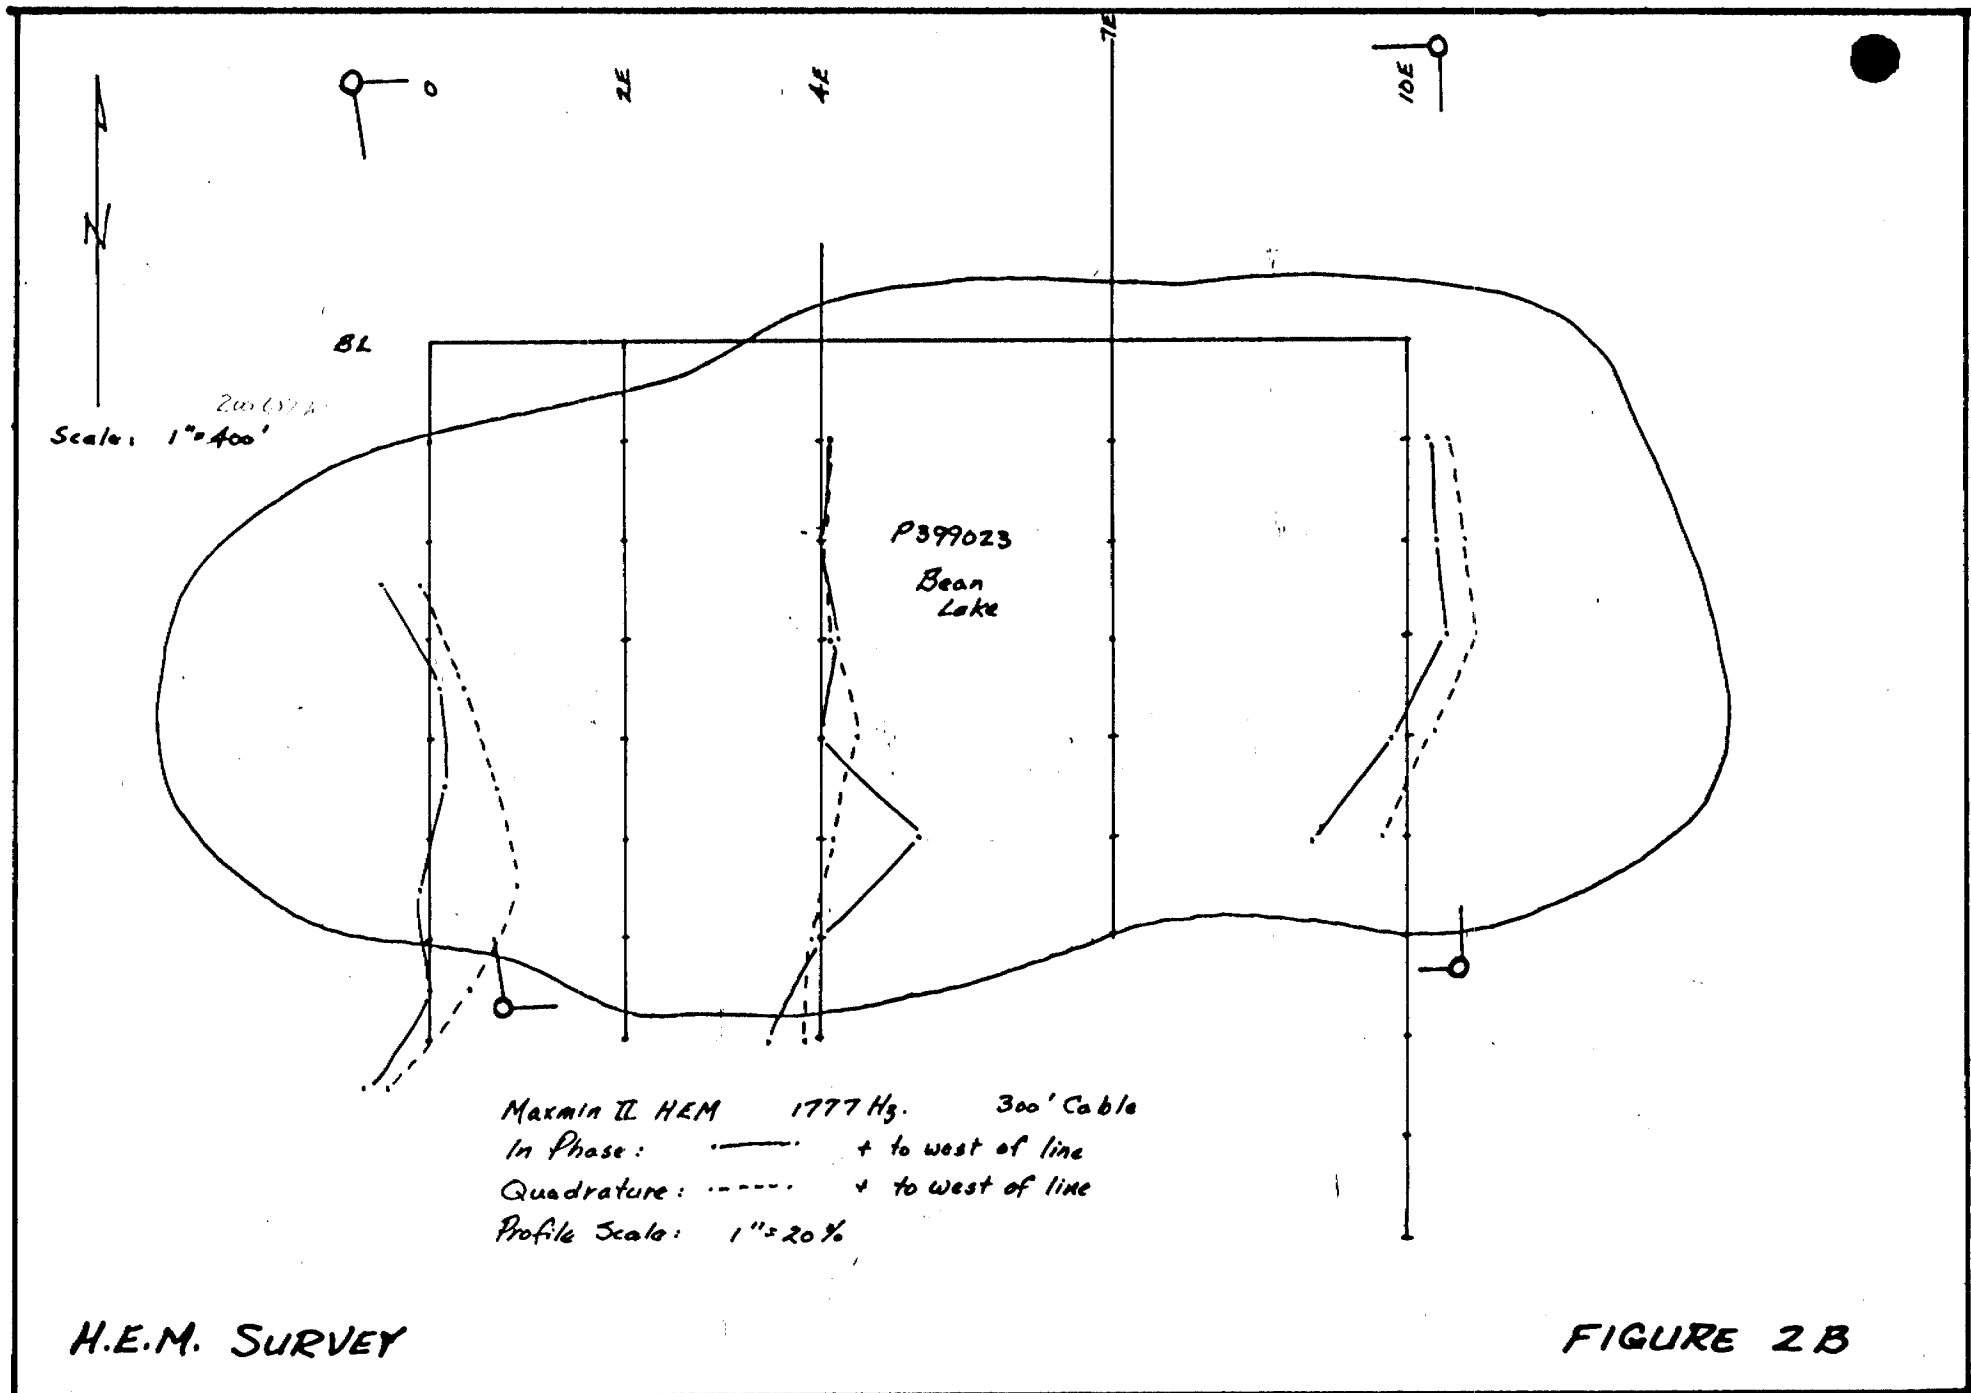 0
2E
4E
7E
10E
N
BL
Scale: 1"=400'
P399023
Bean
Lake
Maxmin II HEM 1777 Hz. 300' Cable
In Phase: + to west of line
Quadrature: + to west of line
Profile Scale: 1"=20%
H.E.M. SURVEY
FIGURE 2B